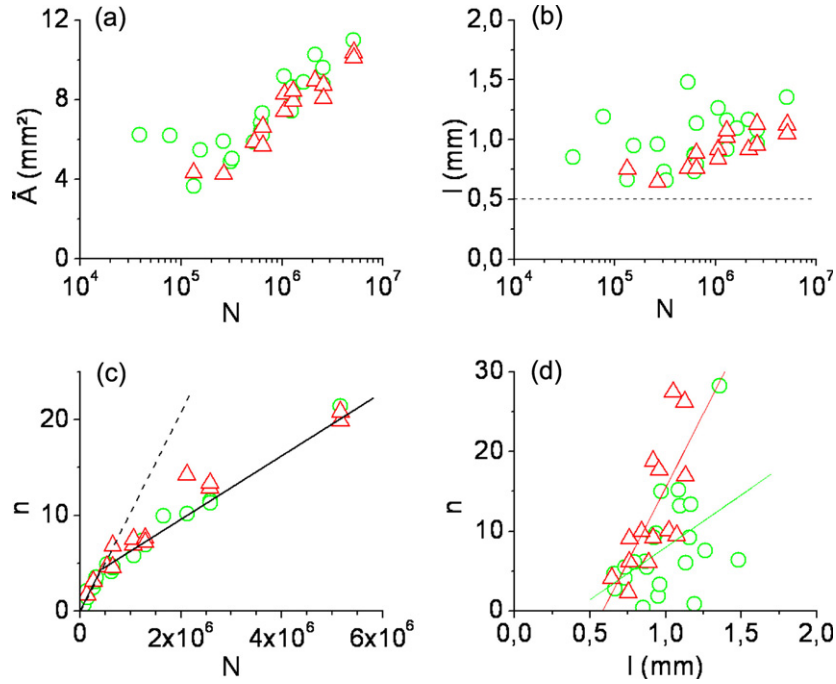 (a)
12
8
4
0
Ã (mm²)
10⁴ 10⁵ 10⁶ 10⁷
N
(b)
2,0
1,5
1,0
0,5
0,0
l (mm)
10⁴ 10⁵ 10⁶ 10⁷
N
(c)
20
10
0
n
0 2x10⁶ 4x10⁶ 6x10⁶
N
(d)
30
20
10
0
n
0,0 0,5 1,0 1,5 2,0
l (mm)